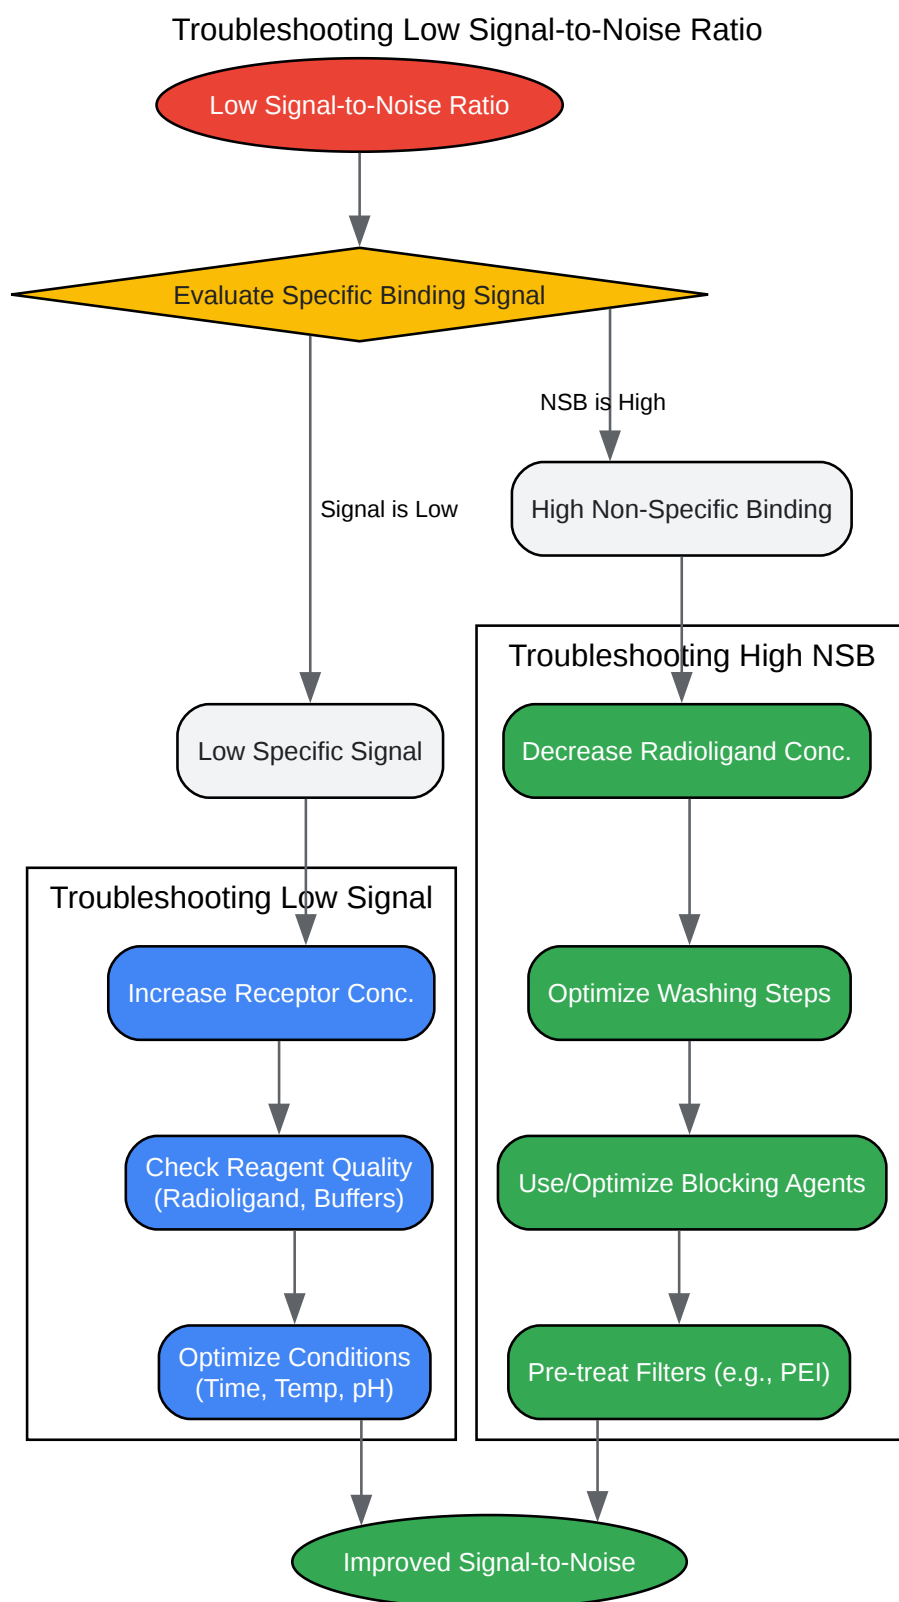 Troubleshooting Low Signal-to-Noise Ratio
Low Signal-to-Noise Ratio
Evaluate Specific Binding Signal
NSB is High
Signal is Low
High Non-Specific Binding
Troubleshooting High NSB
Low Specific Signal
Decrease Radioligand Conc.
Troubleshooting Low Signal
Increase Receptor Conc.
Optimize Washing Steps
Check Reagent Quality
(Radioligand, Buffers)
Use/Optimize Blocking Agents
Optimize Conditions
(Time, Temp, pH)
Pre-treat Filters (e.g., PEI)
Improved Signal-to-Noise